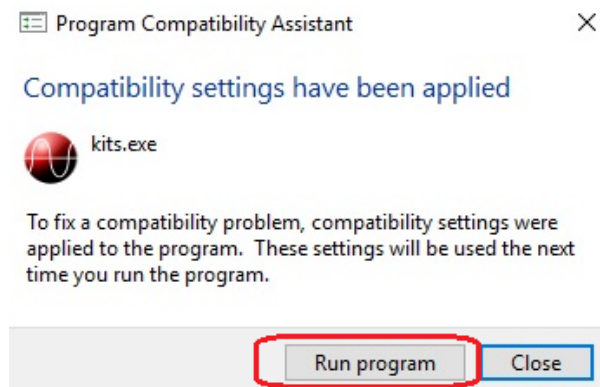 Program Compatibility Assistant
Compatibility settings have been applied
kits.exe
To fix a compatibility problem, compatibility settings were
applied to the program.  These settings will be used the next
time you run the program.
Run program
Close